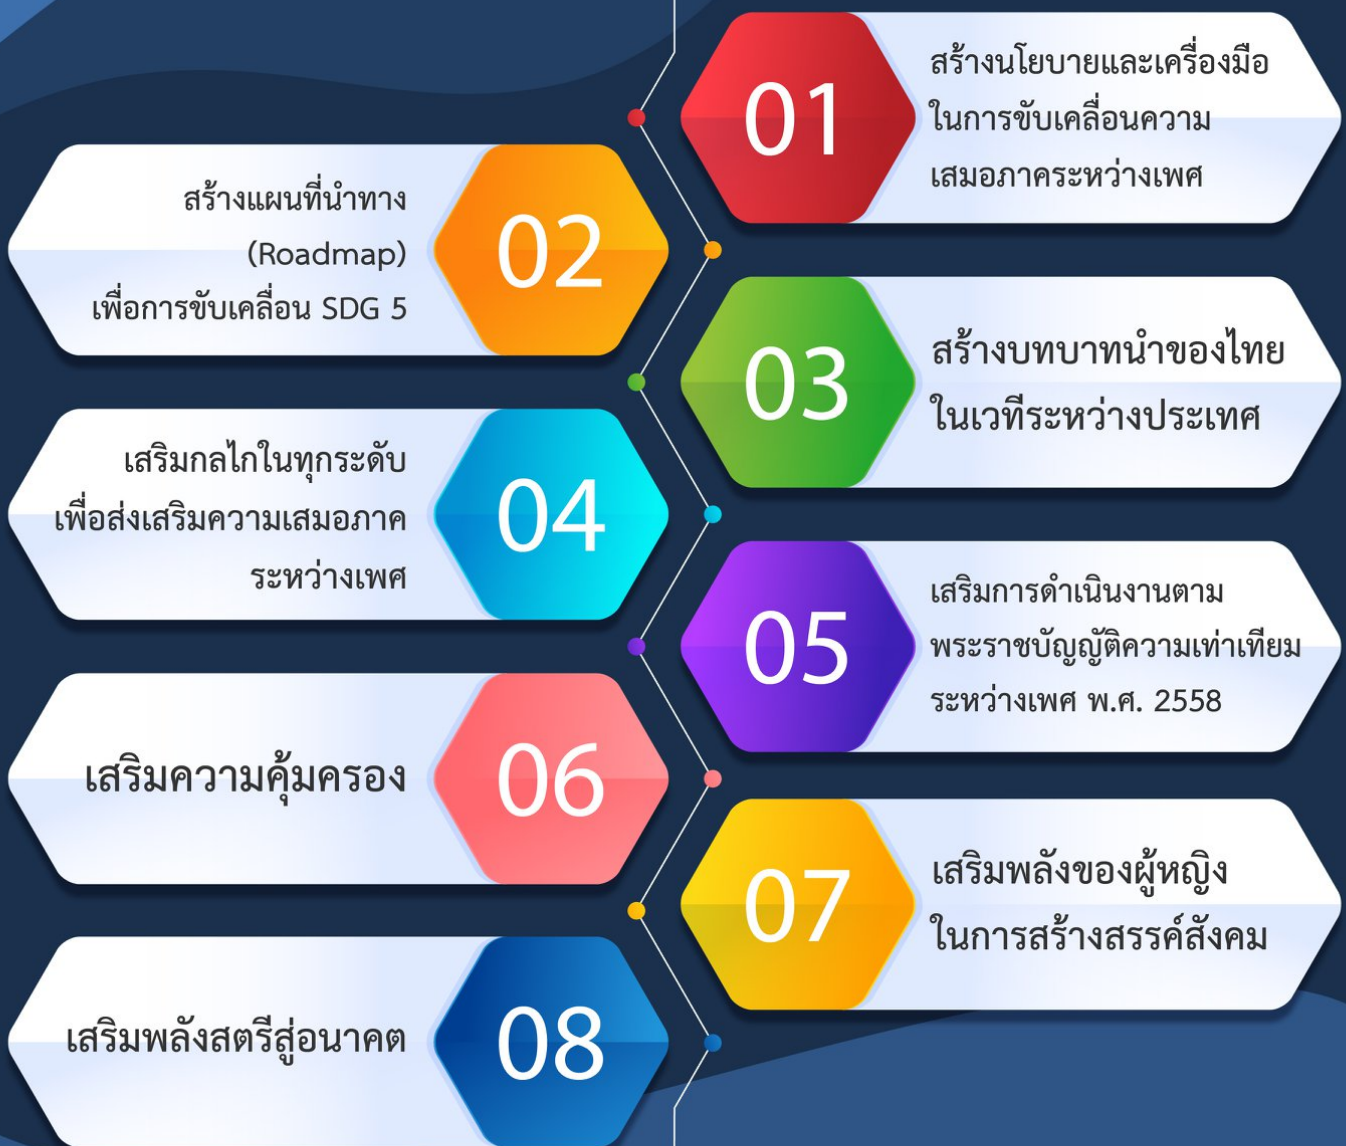 01
สร้างนโยบายและเครื่องมือ
ในการขับเคลื่อนความ
เสมอภาคระหว่างเพศ
02
สร้างแผนที่นำทาง
(Roadmap)
เพื่อการขับเคลื่อน SDG 5
03
สร้างบทบาทนำของไทย
ในเวทีระหว่างประเทศ
04
เสริมกลไกในทุกระดับ
เพื่อส่งเสริมความเสมอภาค
ระหว่างเพศ
05
เสริมการดำเนินงานตาม
พระราชบัญญัติความเท่าเทียม
ระหว่างเพศ พ.ศ. 2558
06
เสริมความคุ้มครอง
07
เสริมพลังของผู้หญิง
ในการสร้างสรรค์สังคม
08
เสริมพลังสตรีสู่อนาคต